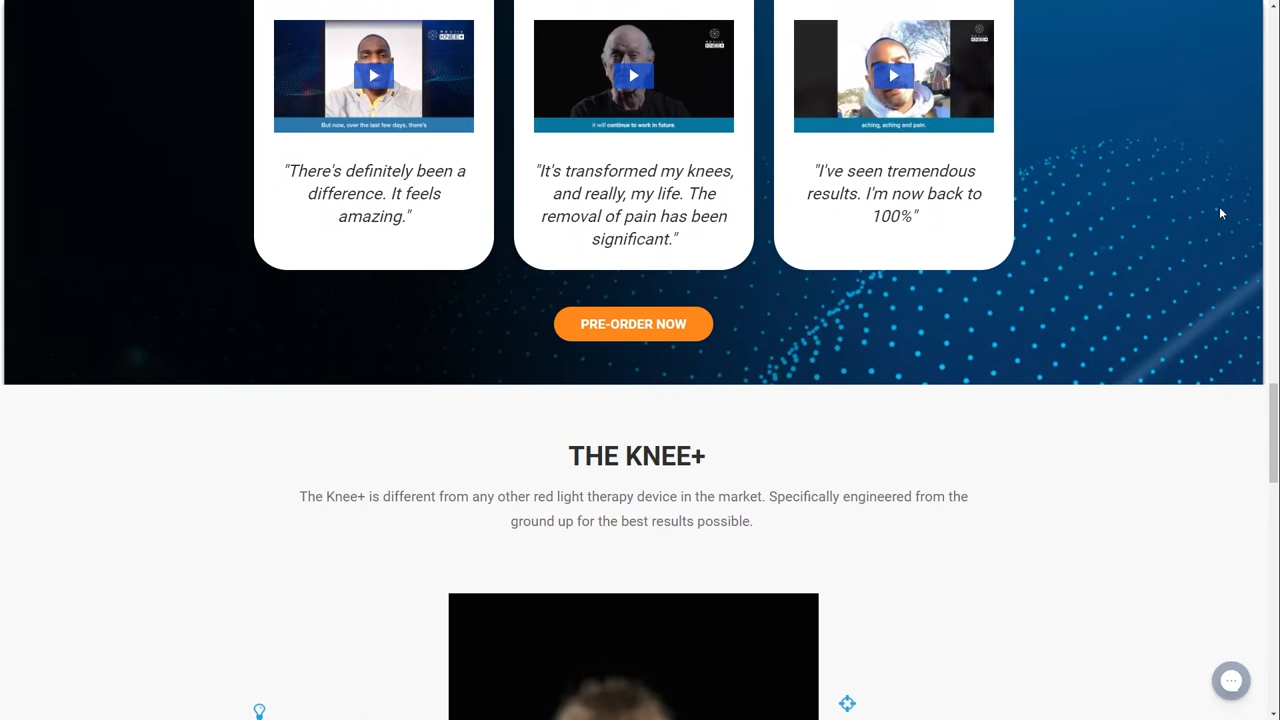 KNEE+
KNEE+
KNEE+
But now, over the last few days, there's
it will continue to work in future.
aching, aching and pain.
"There's definitely been a
difference. It feels
amazing."
"It's transformed my knees,
and really, my life. The
removal of pain has been
significant."
"I've seen tremendous
results. I'm now back to
100%"
PRE-ORDER NOW
THE KNEE+
The Knee+ is different from any other red light therapy device in the market. Specifically engineered from the
ground up for the best results possible.